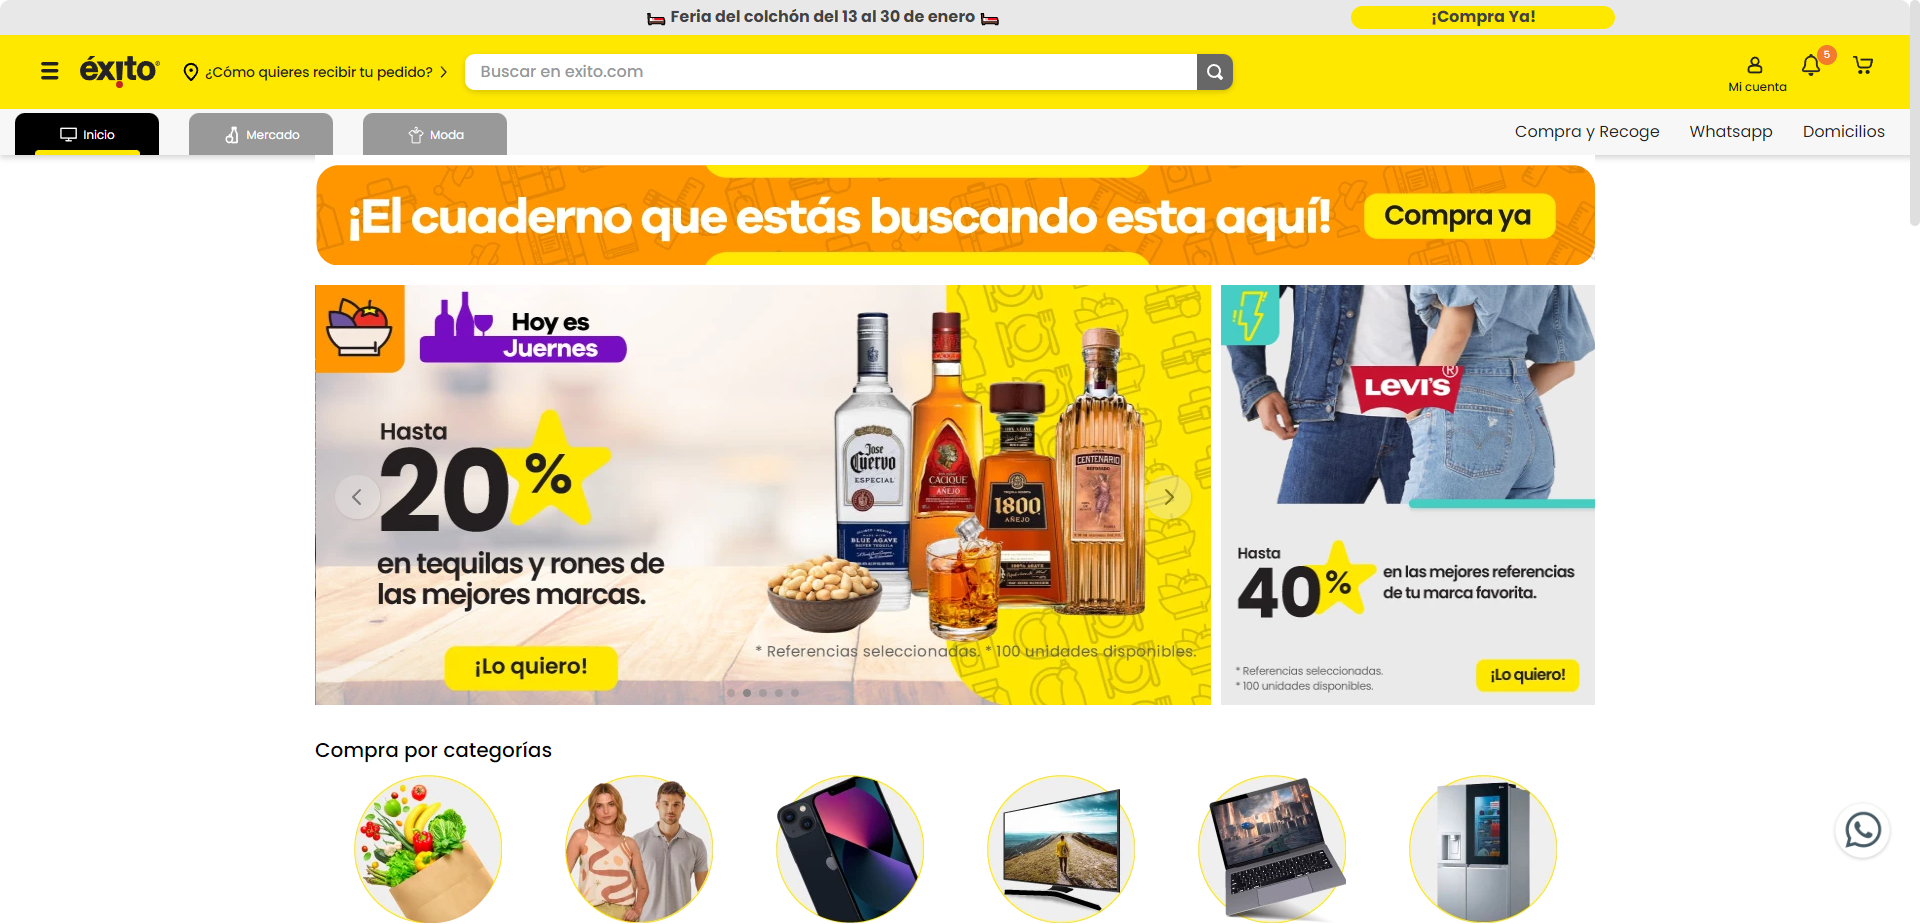 Feria del colchón del 13 al 30 de enero
¡Compra Ya!
éxito
¿Cómo quieres recibir tu pedido?
Buscar en exito.com
Mi cuenta
5
Inicio
Mercado
Moda
Compra y Recoge
Whatsapp
Domicilios
¡El cuaderno que estás buscando esta aquí!
Compra ya
Hoy es
Juernes
Hasta
20%
en tequilas y rones de
las mejores marcas.
¡Lo quiero!
Jose
Cuervo
ESPECIAL
BLUE AGAVE
CACIQUE
AÑEJO
1800
AÑEJO
CENTENARIO
REPOSADO
* Referencias seleccionadas. * 100 unidades disponibles.
LEVI'S®
Hasta
40%
en las mejores referencias
de tu marca favorita.
* Referencias seleccionadas.
* 100 unidades disponibles.
¡Lo quiero!
Compra por categorías